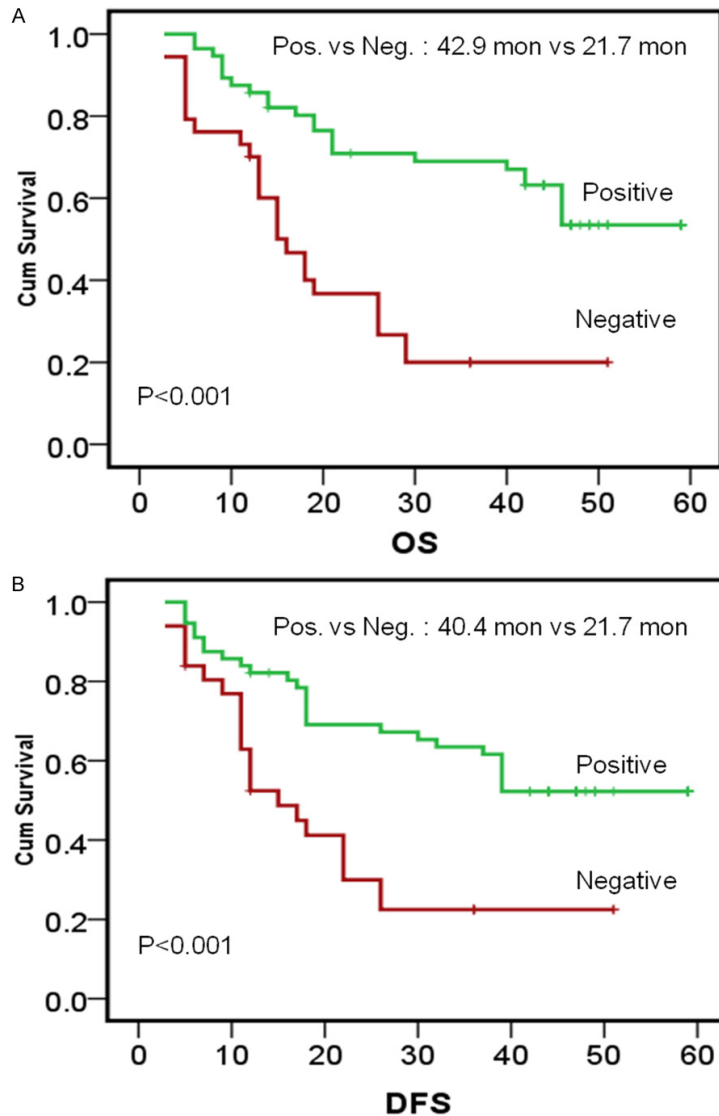 A
1.0
0.8
0.6
0.4
0.2
0.0
Cum Survival
Pos. vs Neg. : 42.9 mon vs 21.7 mon
Positive
Negative
P<0.001
0 10 20 30 40 50 60
OS
B
1.0
0.8
0.6
0.4
0.2
0.0
Cum Survival
Pos. vs Neg. : 40.4 mon vs 21.7 mon
Positive
Negative
P<0.001
0 10 20 30 40 50 60
DFS